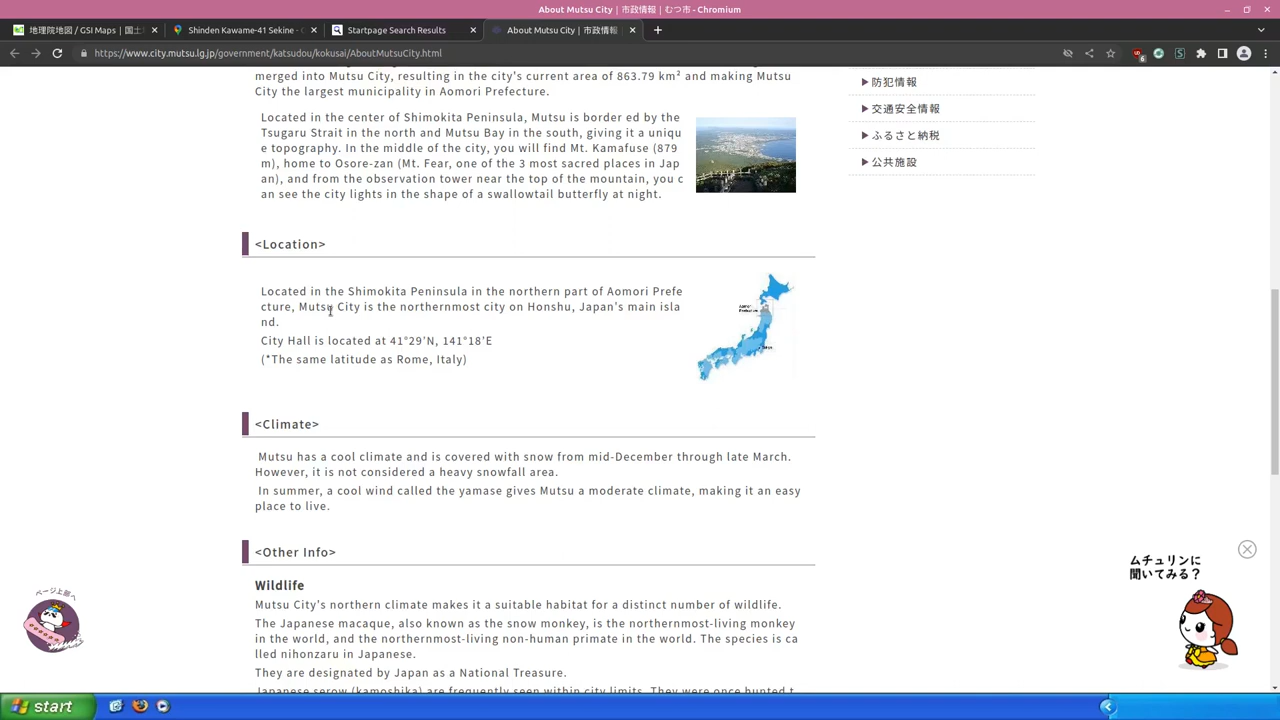 About Mutsu City | 市政情報 | むつ市 - Chromium
地理院地図 / GSI Maps | 国土
Shinden Kawame-41 Sekine -
Startpage Search Results
About Mutsu City | 市政情報
https://www.city.mutsu.lg.jp/government/katsudou/kokusai/AboutMutsuCity.html
6
merged into Mutsu City, resulting in the city's current area of 863.79 km² and making Mutsu
City the largest municipality in Aomori Prefecture.
Located in the center of Shimokita Peninsula, Mutsu is border ed by the
Tsugaru Strait in the north and Mutsu Bay in the south, giving it a uniqu
e topography. In the middle of the city, you will find Mt. Kamafuse (879
m), home to Osore-zan (Mt. Fear, one of the 3 most sacred places in Jap
an), and from the observation tower near the top of the mountain, you c
an see the city lights in the shape of a swallowtail butterfly at night.
防犯情報
交通安全情報
ふるさと納税
公共施設
<Location>
Located in the Shimokita Peninsula in the northern part of Aomori Prefe
cture, Mutsu City is the northernmost city on Honshu, Japan's main isla
nd.
City Hall is located at 41°29'N, 141°18'E
(*The same latitude as Rome, Italy)
Aomori
Prefecture
Tokyo
<Climate>
Mutsu has a cool climate and is covered with snow from mid-December through late March.
However, it is not considered a heavy snowfall area.
In summer, a cool wind called the yamase gives Mutsu a moderate climate, making it an easy
place to live.
<Other Info>
Wildlife
Mutsu City's northern climate makes it a suitable habitat for a distinct number of wildlife.
The Japanese macaque, also known as the snow monkey, is the northernmost-living monkey
in the world, and the northernmost-living non-human primate in the world. The species is ca
lled nihonzaru in Japanese.
They are designated by Japan as a National Treasure.
Japanese serow (kamoshika) are frequently seen within city limits. They were once hunted t
ページ上部へ
ムチュリンに
聞いてみる？
start